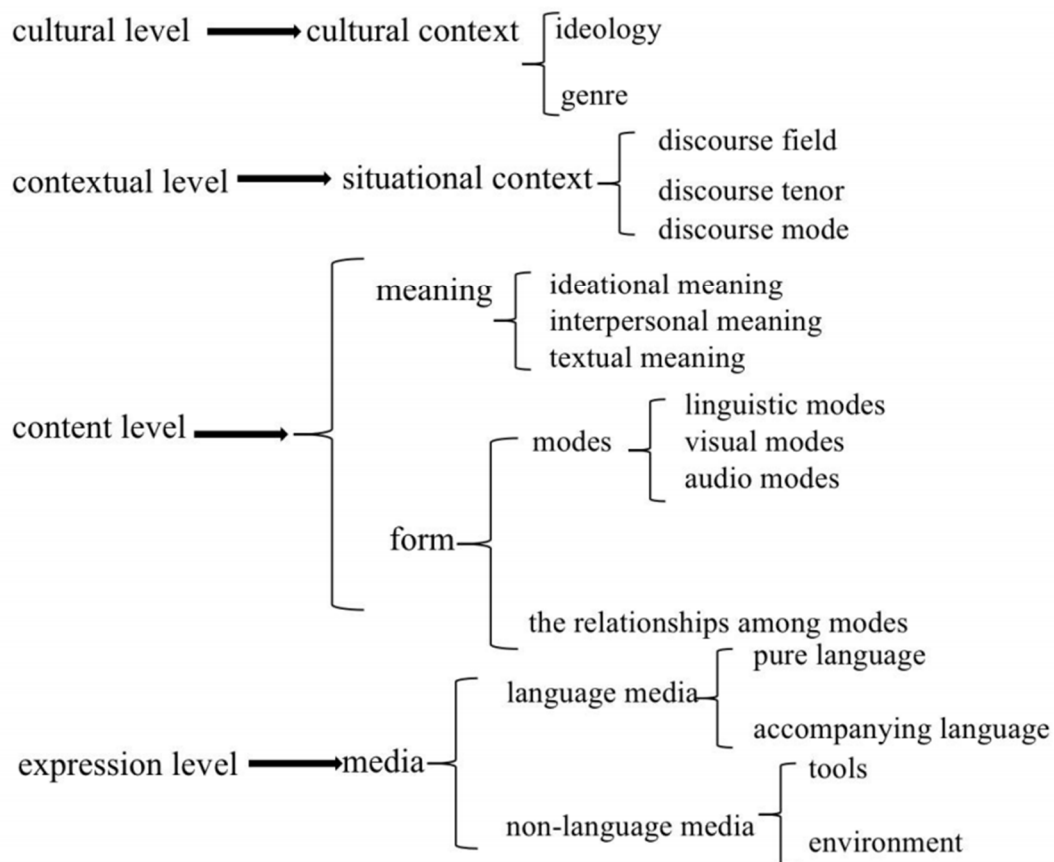 cultural level cultural context ideology
genre
contextual level situational context discourse field
discourse tenor
discourse mode
content level
meaning ideational meaning
interpersonal meaning
textual meaning
form
modes linguistic modes
visual modes
audio modes
the relationships among modes
expression level media
language media pure language
accompanying language
non-language media tools
environment